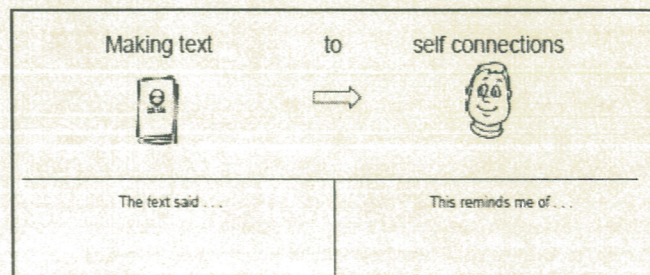 Making text to self connections
The text said . . .
This reminds me of . . .